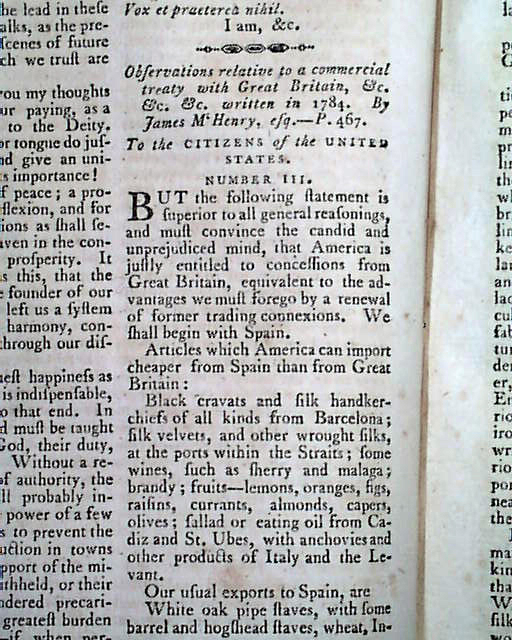 he lead in these
alks, as the pre-
scenes of future
ch we trust are
you my thoughts
ur paying, as a
to the Deity.
or tongue do jus-
nd give an uni-
s importance!
f peace; a pro-
flexion, and for
ions as shall se-
aven in the con-
prosperity. It
s this, that the
e founder of our
left us a system
harmony, con-
hrough our dis-
uest happiness as
is indispensable,
o that end. In
d must be taught
God, their duty,
Without a re-
of authority, the
ll probably in-
power of a few
s to prevent the
uction in towns
pport of the mi-
thheld, or their
ndered precari-
greatest burden
if when per-
Vox et praeterea nihil.
I am, &c.
Observations relative to a commercial
treaty with Great Britain, &c.
&c. &c. written in 1784. By
James McHenry, esq.—P. 467.
To the CITIZENS of the UNITED
STATES.
NUMBER III.
BUT the following statement is
superior to all general reasonings,
and must convince the candid and
unprejudiced mind, that America is
justly entitled to concessions from
Great Britain, equivalent to the ad-
vantages we must forego by a renewal
of former trading connexions. We
shall begin with Spain.
Articles which America can import
cheaper from Spain than from Great
Britain:
Black cravats and silk handker-
chiefs of all kinds from Barcelona;
silk velvets, and other wrought silks,
at the ports within the Straits; some
wines, such as sherry and malaga;
brandy; fruits—lemons, oranges, figs,
raisins, currants, almonds, capers,
olives; sallad or eating oil from Ca-
diz and St. Ubes, with anchovies and
other products of Italy and the Le-
vant.
Our usual exports to Spain, are
White oak pipe staves, with some
barrel and hogshead staves, wheat, In-